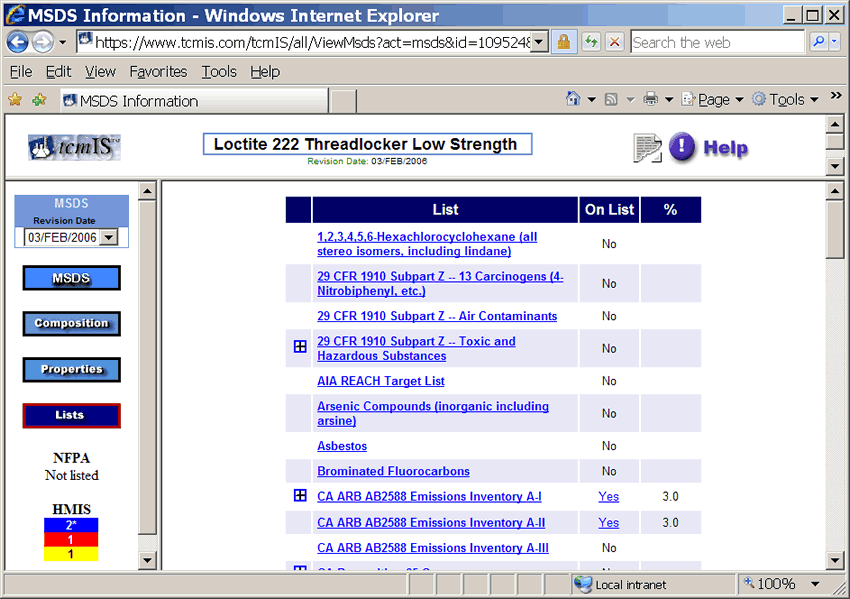 MSDS Information - Windows Internet Explorer
https://www.tcmis.com/tcmIS/all/ViewMsds?act=msds&id=109524
Search the web
File Edit View Favorites Tools Help
MSDS Information
Page Tools
tcmIS
Loctite 222 Threadlocker Low Strength
Revision Date: 03/FEB/2006
Help
MSDS
Revision Date
03/FEB/2006
MSDS
Composition
Properties
Lists
NFPA
Not listed
HMIS
2*
1
1
List On List %
1,2,3,4,5,6-Hexachlorocyclohexane (all
stereo isomers, including lindane) No
29 CFR 1910 Subpart Z -- 13 Carcinogens (4-
Nitrobiphenyl, etc.) No
29 CFR 1910 Subpart Z -- Air Contaminants No
29 CFR 1910 Subpart Z -- Toxic and
Hazardous Substances No
AIA REACH Target List No
Arsenic Compounds (inorganic including
arsine) No
Asbestos No
Brominated Fluorocarbons No
CA ARB AB2588 Emissions Inventory A-I Yes 3.0
CA ARB AB2588 Emissions Inventory A-II Yes 3.0
CA ARB AB2588 Emissions Inventory A-III No
Local intranet
100%